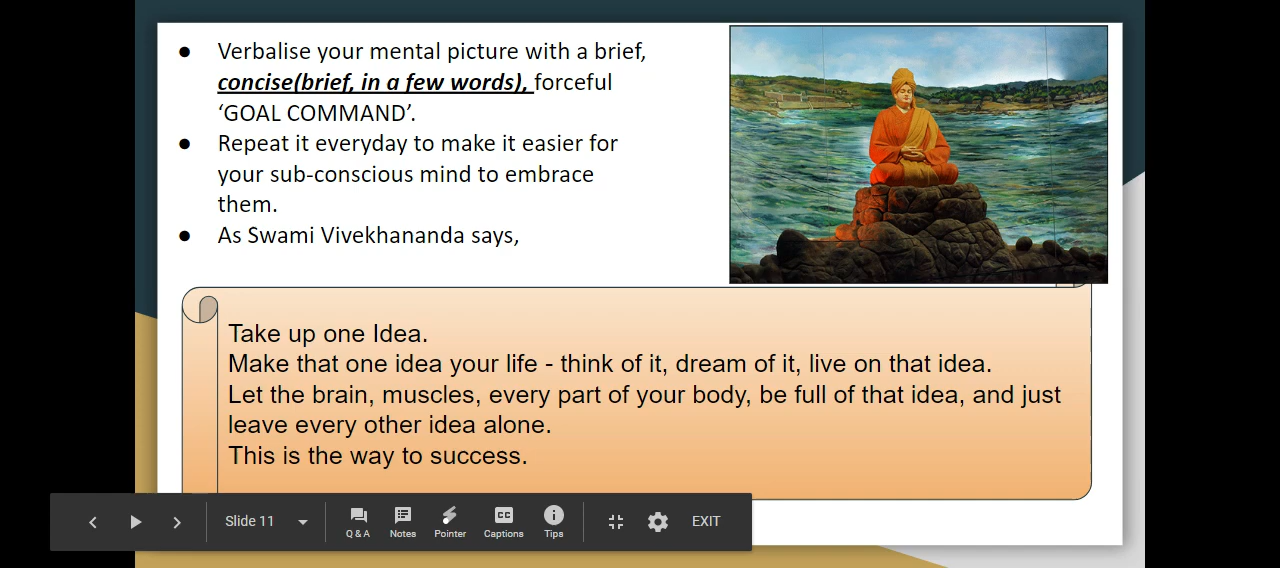 Verbalise your mental picture with a brief,
concise(brief, in a few words), forceful
‘GOAL COMMAND’.
Repeat it everyday to make it easier for
your sub-conscious mind to embrace
them.
As Swami Vivekhananda says,
Take up one Idea.
Make that one idea your life - think of it, dream of it, live on that idea.
Let the brain, muscles, every part of your body, be full of that idea, and just
leave every other idea alone.
This is the way to success.
Slide 11
Q & A
Notes
Pointer
CC
Captions
Tips
EXIT